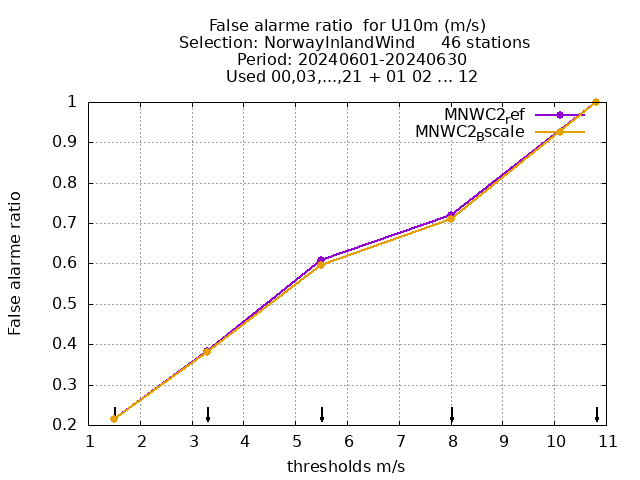 False alarme ratio  for U10m (m/s)
Selection: NorwayInlandWind     46 stations
Period: 20240601-20240630
Used 00,03,...,21 + 01 02 ... 12
MNWC2ref
MNWC2Bscale
1
0.9
0.8
0.7
0.6
0.5
0.4
0.3
0.2
False alarme ratio
1 2 3 4 5 6 7 8 9 10 11
thresholds m/s